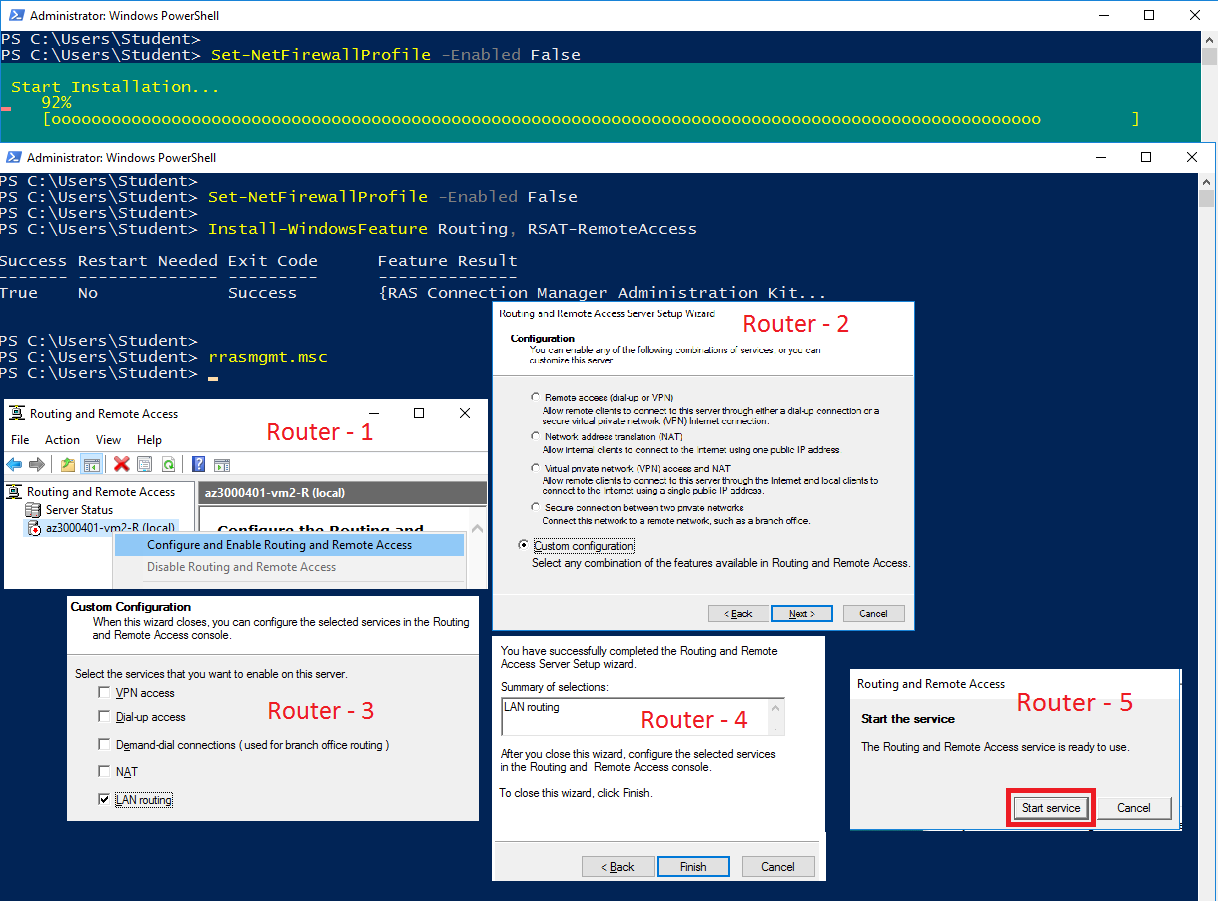 Administrator: Windows PowerShell
PS C:\Users\Student>
PS C:\Users\Student> Set-NetFirewallProfile -Enabled False
Start Installation...
92%
[oooooooooooooooooooooooooooooooooooooooooooooooooooooooooooooooooooooooooooooooooooooooooooooooooooo ]
Administrator: Windows PowerShell
PS C:\Users\Student>
PS C:\Users\Student> Set-NetFirewallProfile -Enabled False
PS C:\Users\Student>
PS C:\Users\Student> Install-WindowsFeature Routing, RSAT-RemoteAccess
Success Restart Needed Exit Code Feature Result
------- -------------- --------- --------------
True No Success {RAS Connection Manager Administration Kit...
PS C:\Users\Student>
PS C:\Users\Student> rrasmgmt.msc
PS C:\Users\Student> _
Routing and Remote Access
Router - 1
File Action View Help
Routing and Remote Access
Server Status
az3000401-vm2-R (local)
az3000401-vm2-R (local)
Configure the Routing and
Configure and Enable Routing and Remote Access
Disable Routing and Remote Access
Routing and Remote Access Server Setup Wizard
Router - 2
Configuration
You can enable any of the following combinations of services, or you can
customize this server.
Remote access (dial-up or VPN)
Allow remote clients to connect to this server through either a dial-up connection or a
secure virtual private network (VPN) Internet connection.
Network address translation (NAT)
Allow internal clients to connect to the Internet using one public IP address.
Virtual private network (VPN) access and NAT
Allow remote clients to connect to this server through the Internet and local clients to
connect to the Internet using a single public IP address.
Secure connection between two private networks
Connect this network to a remote network, such as a branch office.
Custom configuration
Select any combination of the features available in Routing and Remote Access.
< Back Next > Cancel
Custom Configuration
When this wizard closes, you can configure the selected services in the Routing
and Remote Access console.
Select the services that you want to enable on this server.
Router - 3
VPN access
Dial-up access
Demand-dial connections (used for branch office routing )
NAT
LAN routing
You have successfully completed the Routing and Remote
Access Server Setup wizard.
Summary of selections:
LAN routing
Router - 4
After you close this wizard, configure the selected services
in the Routing and Remote Access console.
To close this wizard, click Finish.
< Back Finish Cancel
Routing and Remote Access
Router - 5
Start the service
The Routing and Remote Access service is ready to use.
Start service Cancel